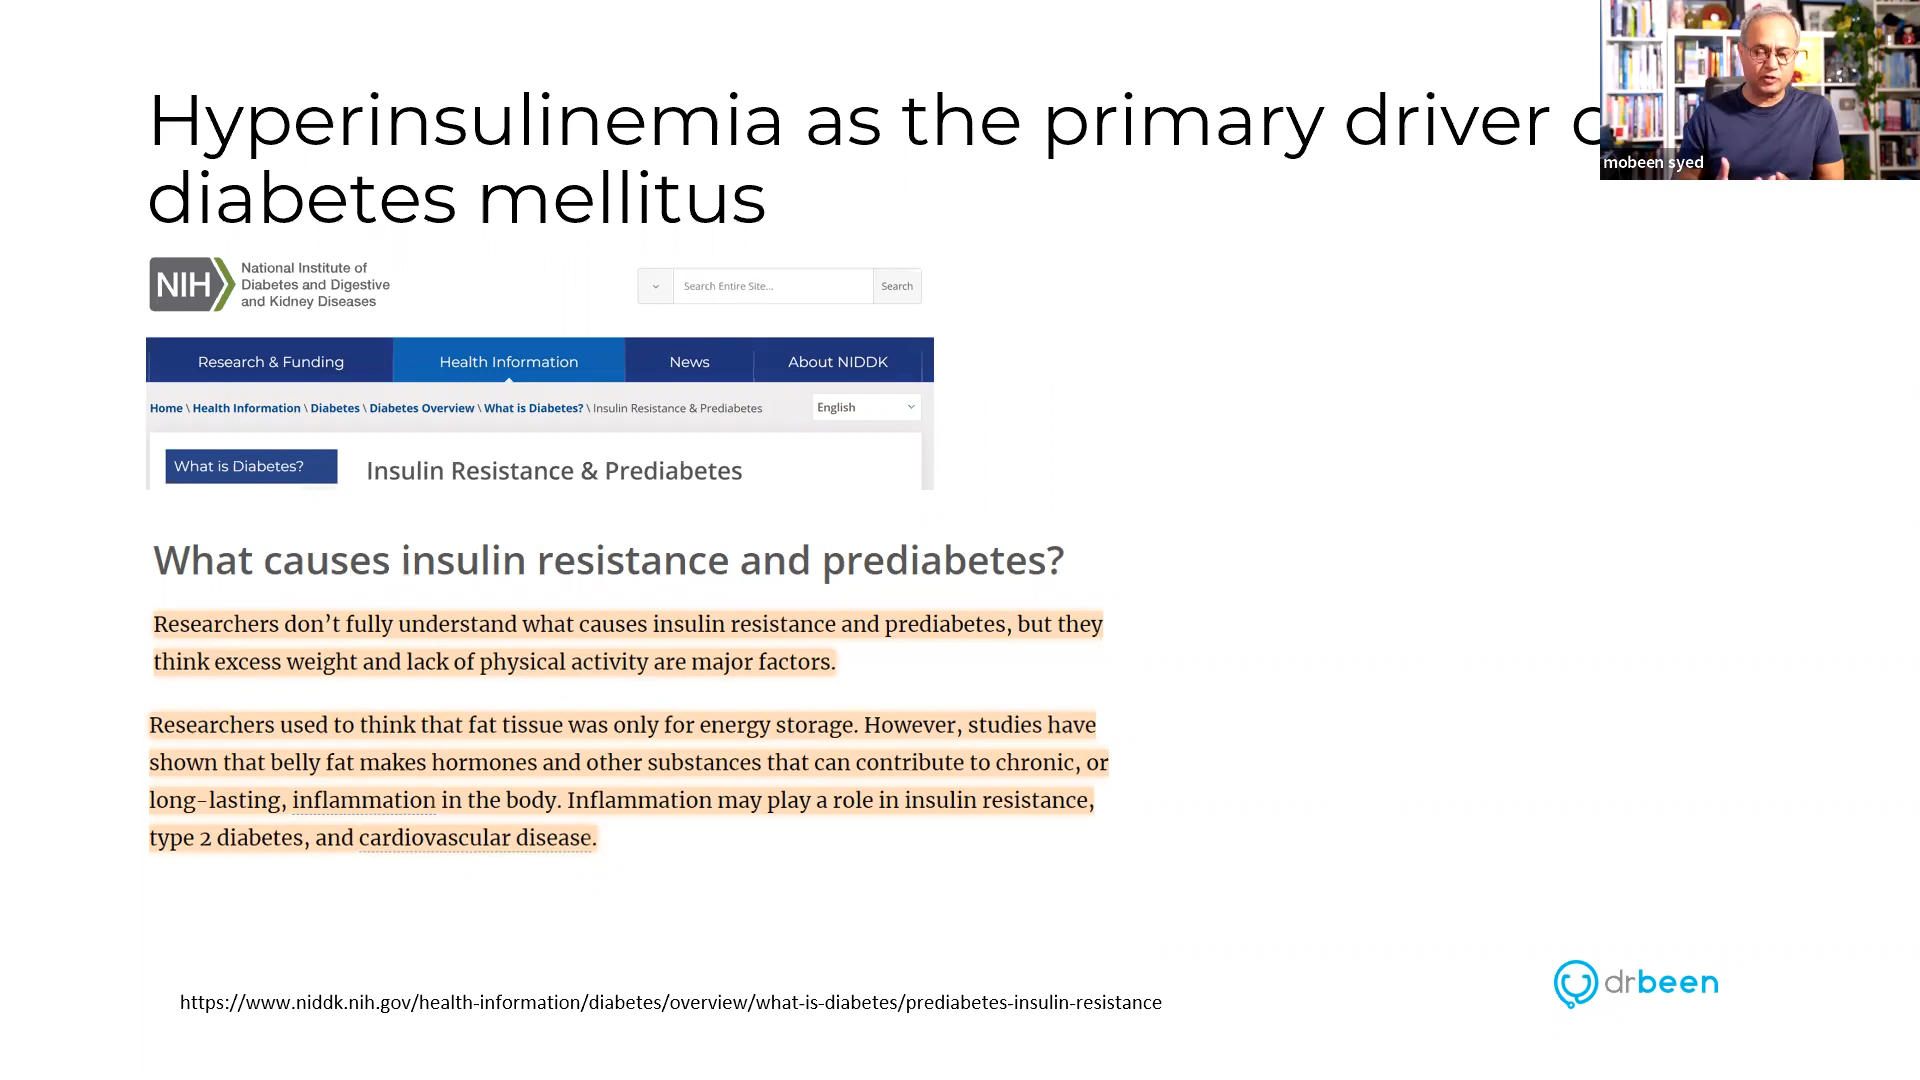 Hyperinsulinemia as the primary driver
diabetes mellitus
mobeen syed
NIH National Institute of
Diabetes and Digestive
and Kidney Diseases
Search Entire Site... Search
Research & Funding Health Information News About NIDDK
Home \ Health Information \ Diabetes \ Diabetes Overview \ What is Diabetes? \ Insulin Resistance & Prediabetes English
What is Diabetes? Insulin Resistance & Prediabetes
What causes insulin resistance and prediabetes?
Researchers don’t fully understand what causes insulin resistance and prediabetes, but they
think excess weight and lack of physical activity are major factors.
Researchers used to think that fat tissue was only for energy storage. However, studies have
shown that belly fat makes hormones and other substances that can contribute to chronic, or
long-lasting, inflammation in the body. Inflammation may play a role in insulin resistance,
type 2 diabetes, and cardiovascular disease.
drbeen
https://www.niddk.nih.gov/health-information/diabetes/overview/what-is-diabetes/prediabetes-insulin-resistance